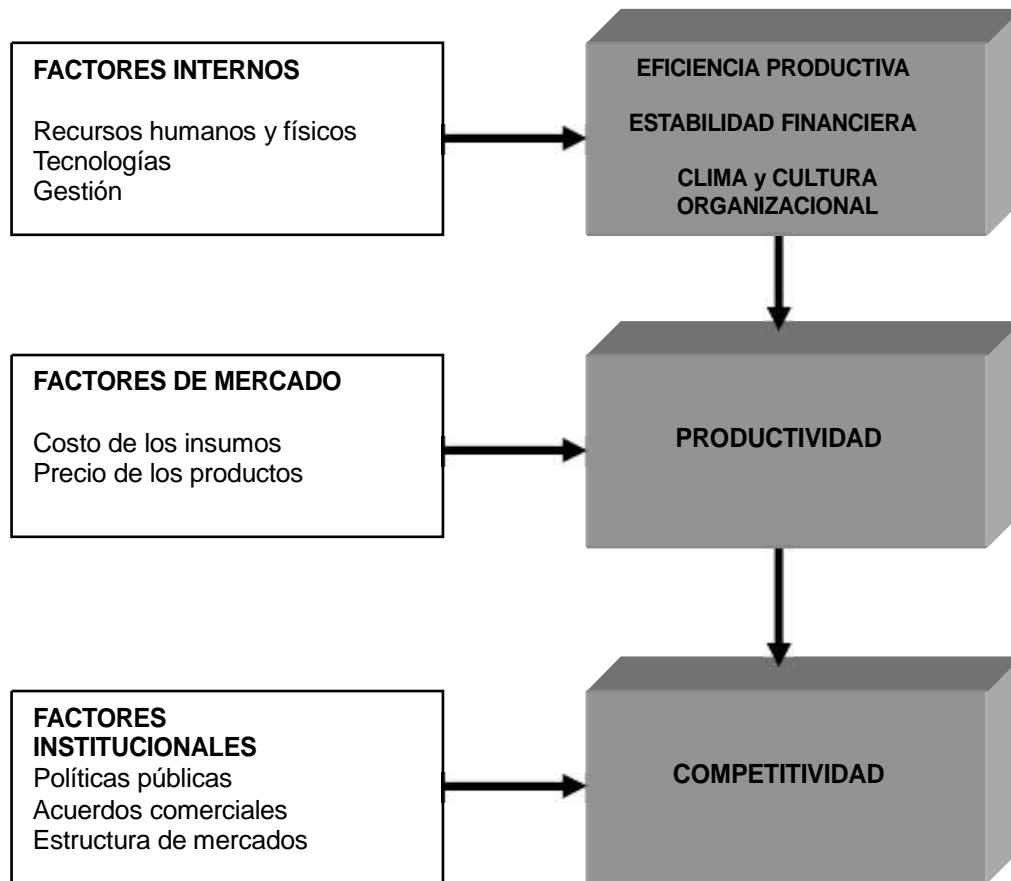 FACTORES INTERNOS
Recursos humanos y físicos
Tecnologías
Gestión
EFICIENCIA PRODUCTIVA
ESTABILIDAD FINANCIERA
CLIMA y CULTURA
ORGANIZACIONAL
FACTORES DE MERCADO
Costo de los insumos
Precio de los productos
PRODUCTIVIDAD
FACTORES
INSTITUCIONALES
Políticas públicas
Acuerdos comerciales
Estructura de mercados
COMPETITIVIDAD